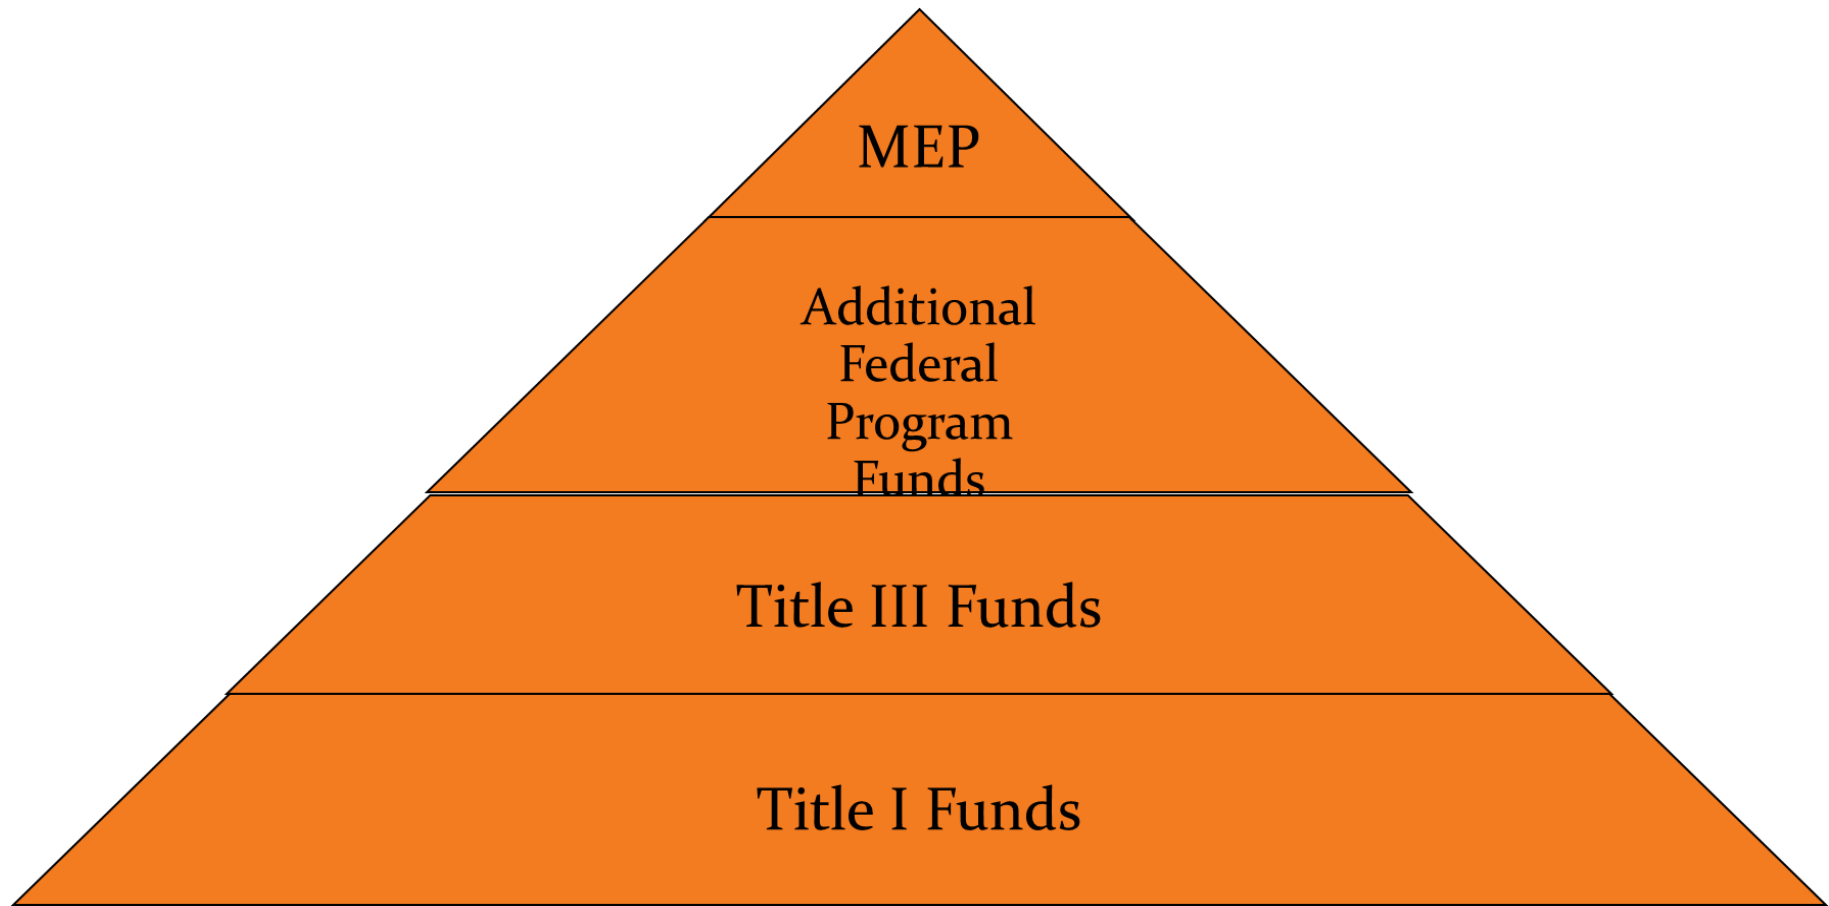 MEP
Additional
Federal
Program
Funds
Title III Funds
Title I Funds